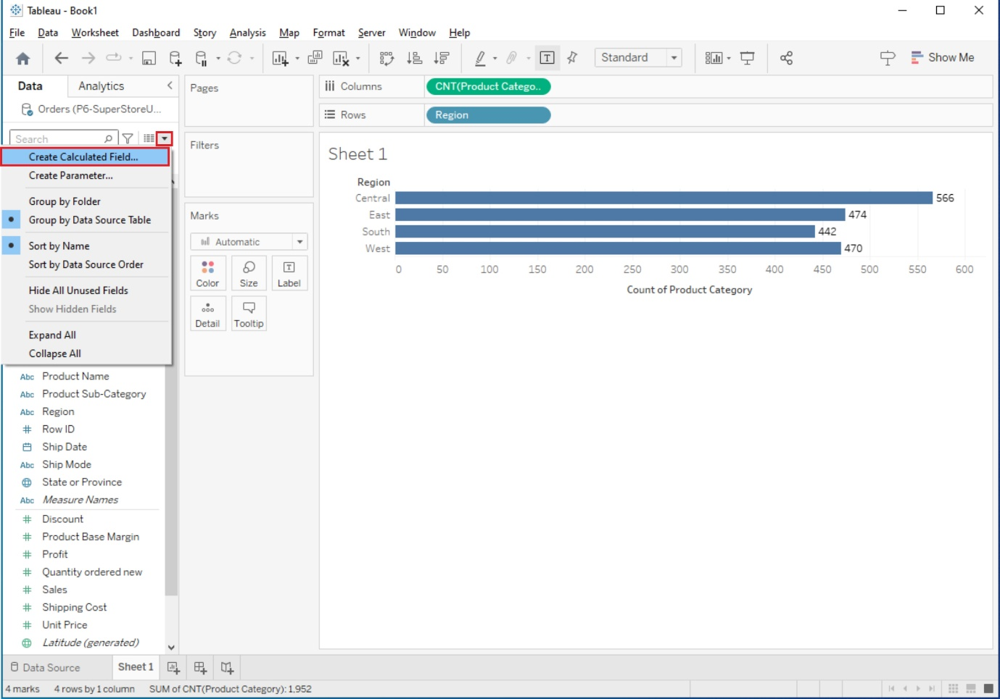 Tableau - Book1
File Data Worksheet Dashboard Story Analysis Map Format Server Window Help
Standard
Show Me
Data Analytics
Orders (P6-SuperStoreU...
Search
Create Calculated Field...
Create Parameter...
Group by Folder
Group by Data Source Table
Sort by Name
Sort by Data Source Order
Hide All Unused Fields
Show Hidden Fields
Expand All
Collapse All
Abc Product Name
Abc Product Sub-Category
Abc Region
# Row ID
Ship Date
Abc Ship Mode
State or Province
Abc Measure Names
# Discount
# Product Base Margin
# Profit
# Quantity ordered new
# Sales
# Shipping Cost
# Unit Price
Latitude (generated)
Pages
Filters
Marks
Automatic
Color Size Label
Detail Tooltip
Columns CNT(Product Catego..
Rows Region
Sheet 1
Region
Central 566
East 474
South 442
West 470
0 50 100 150 200 250 300 350 400 450 500 550 600
Count of Product Category
Data Source Sheet 1
4 marks 4 rows by 1 column SUM of CNT(Product Category): 1,952